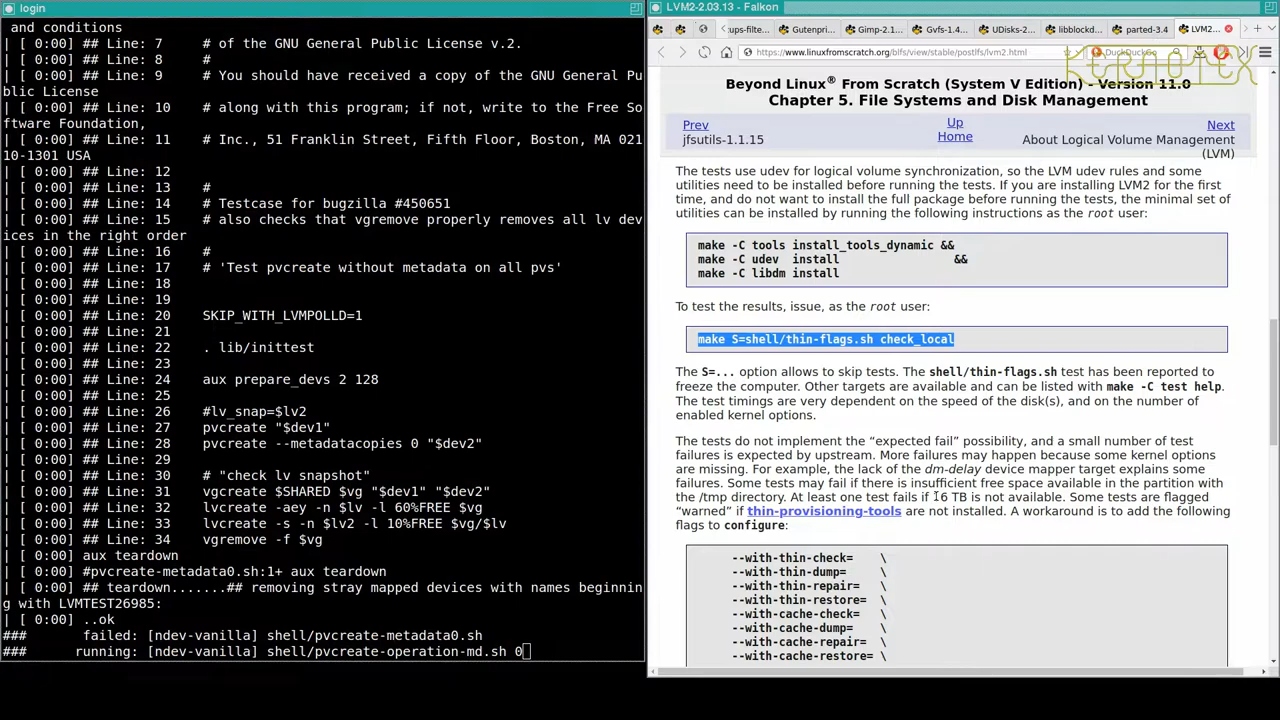 login
and conditions
| [ 0:00] ## Line: 7     # of the GNU General Public License v.2.
| [ 0:00] ## Line: 8     #
| [ 0:00] ## Line: 9     # You should have received a copy of the GNU General Pu
blic License
| [ 0:00] ## Line: 10    # along with this program; if not, write to the Free So
ftware Foundation,
| [ 0:00] ## Line: 11    # Inc., 51 Franklin Street, Fifth Floor, Boston, MA 021
10-1301 USA
| [ 0:00] ## Line: 12
| [ 0:00] ## Line: 13    #
| [ 0:00] ## Line: 14    # Testcase for bugzilla #450651
| [ 0:00] ## Line: 15    # also checks that vgremove properly removes all lv dev
ices in the right order
| [ 0:00] ## Line: 16    #
| [ 0:00] ## Line: 17    # 'Test pvcreate without metadata on all pvs'
| [ 0:00] ## Line: 18
| [ 0:00] ## Line: 19
| [ 0:00] ## Line: 20    SKIP_WITH_LVMPOLLD=1
| [ 0:00] ## Line: 21
| [ 0:00] ## Line: 22    . lib/inittest
| [ 0:00] ## Line: 23
| [ 0:00] ## Line: 24    aux prepare_devs 2 128
| [ 0:00] ## Line: 25
| [ 0:00] ## Line: 26    #lv_snap=$lv2
| [ 0:00] ## Line: 27    pvcreate "$dev1"
| [ 0:00] ## Line: 28    pvcreate --metadatacopies 0 "$dev2"
| [ 0:00] ## Line: 29
| [ 0:00] ## Line: 30    # "check lv snapshot"
| [ 0:00] ## Line: 31    vgcreate $SHARED $vg "$dev1" "$dev2"
| [ 0:00] ## Line: 32    lvcreate -aey -n $lv -l 60%FREE $vg
| [ 0:00] ## Line: 33    lvcreate -s -n $lv2 -l 10%FREE $vg/$lv
| [ 0:00] ## Line: 34    vgremove -f $vg
| [ 0:00] aux teardown
| [ 0:00] #pvcreate-metadata0.sh:1+ aux teardown
| [ 0:00] ## teardown.......## removing stray mapped devices with names beginnin
g with LVMTEST26985:
| [ 0:00] ..ok
###      failed: [ndev-vanilla] shell/pvcreate-metadata0.sh
###     running: [ndev-vanilla] shell/pvcreate-operation-md.sh 0
LVM2-2.03.13 - Falkon
:ups-filte...
Gutenpri...
Gimp-2.1...
Gvfs-1.4...
UDisks-2...
libblockd...
parted-3.4
LVM2-...
https://www.linuxfromscratch.org/blfs/view/stable/postlfs/lvm2.html
DuckDuckGo
KERNOTEX
Beyond Linux® From Scratch (System V Edition) - Version 11.0
Chapter 5. File Systems and Disk Management
Prev
Up
Next
jfsutils-1.1.15
Home
About Logical Volume Management
(LVM)
The tests use udev for logical volume synchronization, so the LVM udev rules and some
utilities need to be installed before running the tests. If you are installing LVM2 for the first
time, and do not want to install the full package before running the tests, the minimal set of
utilities can be installed by running the following instructions as the root user:
make -C tools install_tools_dynamic &&
make -C udev  install                 &&
make -C libdm install
To test the results, issue, as the root user:
make S=shell/thin-flags.sh check_local
The S=... option allows to skip tests. The shell/thin-flags.sh test has been reported to
freeze the computer. Other targets are available and can be listed with make -C test help.
The test timings are very dependent on the speed of the disk(s), and on the number of
enabled kernel options.
The tests do not implement the “expected fail” possibility, and a small number of test
failures is expected by upstream. More failures may happen because some kernel options
are missing. For example, the lack of the dm-delay device mapper target explains some
failures. Some tests may fail if there is insufficient free space available in the partition with
the /tmp directory. At least one test fails if 16 TB is not available. Some tests are flagged
“warned” if thin-provisioning-tools are not installed. A workaround is to add the following
flags to configure:
--with-thin-check=    \
--with-thin-dump=     \
--with-thin-repair=   \
--with-thin-restore=  \
--with-cache-check=   \
--with-cache-dump=    \
--with-cache-repair=  \
--with-cache-restore= \